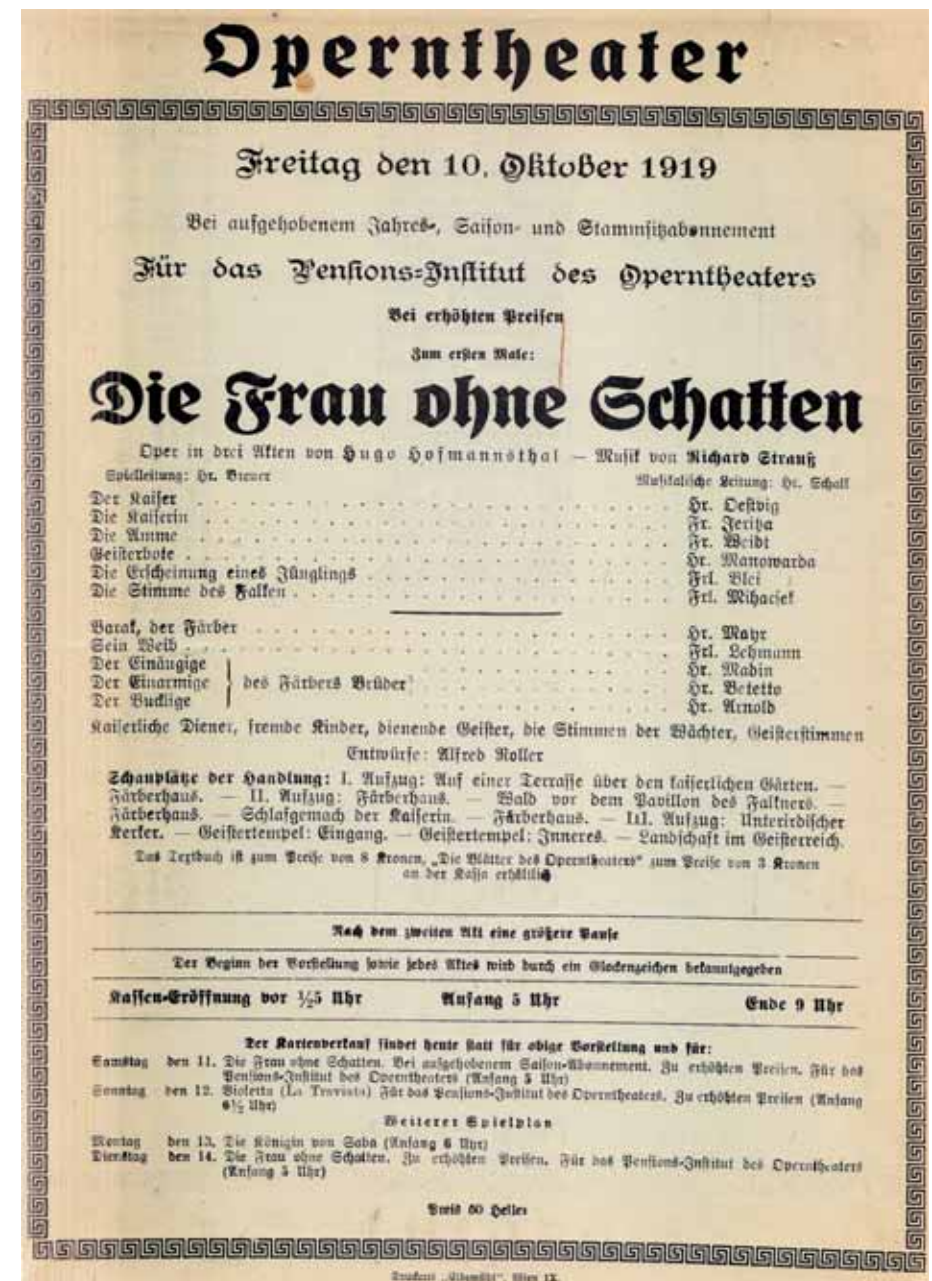 Operntheater
Freitag den 10. Oktober 1919
Bei aufgehobenem Jahres-, Saison- und Stammsitzabonnement
Für das Pensions-Institut des Operntheaters
Bei erhöhten Preisen
Zum ersten Male:
Die Frau ohne Schatten
Oper in drei Akten von Hugo Hofmannsthal — Musik von Richard Strauß
Spielleitung: Hr. Breuer Musikalische Leitung: Hr. Schalk
Der Kaiser . . . Hr. Oestvig
Die Kaiserin . . . Fr. Jeritza
Die Amme . . . Fr. Weidt
Geisterbote . . . Hr. Manowarda
Die Erscheinung eines Jünglings . . . Frl. Blei
Die Stimme des Falken . . . Frl. Mihacsek
Barak, der Färber . . . Hr. Mayr
Sein Weib . . . Frl. Lehmann
Der Einäugige } . . . Hr. Madin
Der Einarmige } des Färbers Brüder . . . Hr. Betetto
Der Bucklige } . . . Hr. Arnold
Kaiserliche Diener, fremde Kinder, dienende Geister, die Stimmen der Wächter, Geisterstimmen
Entwürfe: Alfred Roller
Schauplätze der Handlung: I. Aufzug: Auf einer Terrasse über den kaiserlichen Gärten. —
Färberhaus. — II. Aufzug: Färberhaus. — Wald vor dem Pavillon des Falkners. —
Färberhaus. — Schlafgemach der Kaiserin. — Färberhaus. — III. Aufzug: Unterirdischer
Kerker. — Geistertempel: Eingang. — Geistertempel: Inneres. — Landschaft im Geisterreich.
Das Textbuch ist zum Preise von 8 Kronen, „Die Blätter des Operntheaters" zum Preise von 3 Kronen
an der Kassa erhältlich
Nach dem zweiten Akt eine größere Pause
Der Beginn der Vorstellung sowie jedes Aktes wird durch ein Glockenzeichen bekanntgegeben
Kassen-Eröffnung vor ½5 Uhr Anfang 5 Uhr Ende 9 Uhr
Der Kartenverkauf findet heute statt für obige Vorstellung und für:
Samstag den 11. Die Frau ohne Schatten. Bei aufgehobenem Saison-Abonnement. Zu erhöhten Preisen. Für das
Pensions-Institut des Operntheaters (Anfang 5 Uhr)
Sonntag den 12. Violetta (La Traviata) Für das Pensions-Institut des Operntheaters. Zu erhöhten Preisen (Anfang
6½ Uhr)
Weiterer Spielplan
Montag den 13. Die Königin von Saba (Anfang 6 Uhr)
Dienstag den 14. Die Frau ohne Schatten. Zu erhöhten Preisen. Für das Pensions-Institut des Operntheaters
(Anfang 5 Uhr)
Preis 60 Heller
Druckerei „Elbemühl", Wien IX.